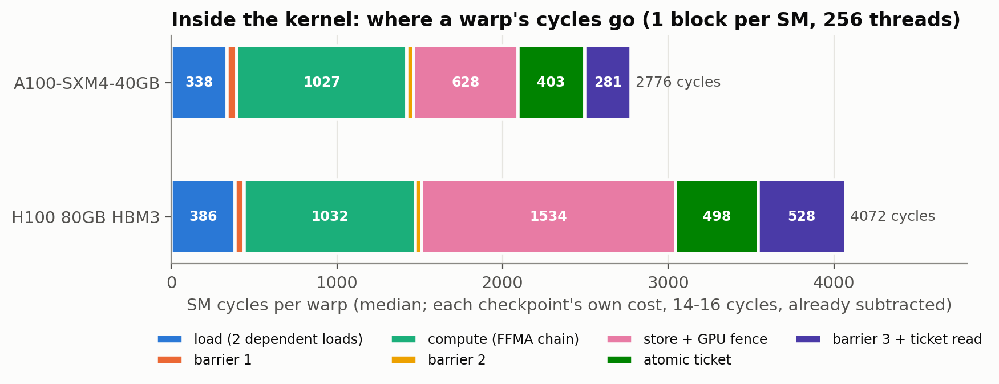 Inside the kernel: where a warp's cycles go (1 block per SM, 256 threads)
A100-SXM4-40GB 338 1027 628 403 281 2776 cycles
H100 80GB HBM3 386 1032 1534 498 528 4072 cycles
0 1000 2000 3000 4000
SM cycles per warp (median; each checkpoint's own cost, 14-16 cycles, already subtracted)
load (2 dependent loads) compute (FFMA chain) store + GPU fence barrier 3 + ticket read
barrier 1 barrier 2 atomic ticket